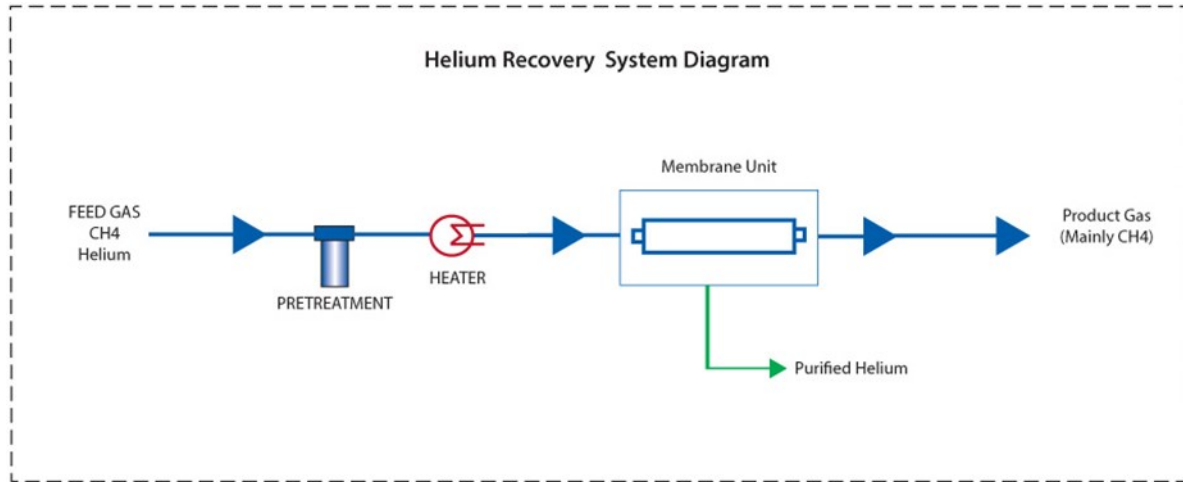 Helium Recovery System Diagram
Membrane Unit
FEED GAS
CH4
Helium
PRETREATMENT
HEATER
Product Gas
(Mainly CH4)
Purified Helium